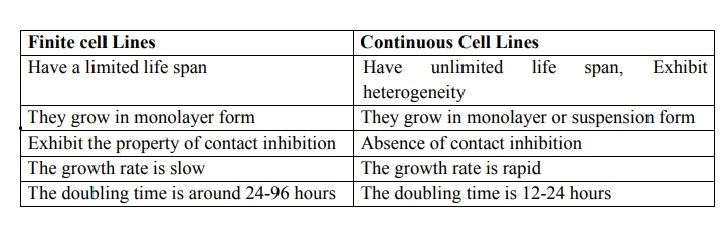 Finite cell Lines
Continuous Cell Lines
Have a limited life span
Have unlimited life span, Exhibit
heterogeneity
They grow in monolayer form
They grow in monolayer or suspension form
Exhibit the property of contact inhibition
Absence of contact inhibition
The growth rate is slow
The growth rate is rapid
The doubling time is around 24-96 hours
The doubling time is 12-24 hours